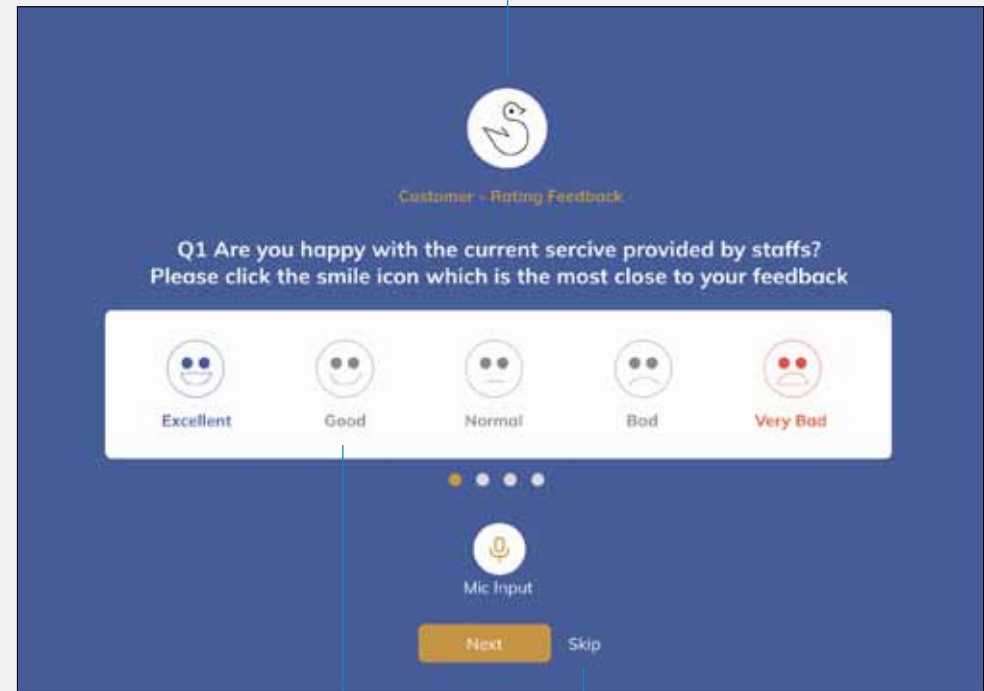 Customer - Rating Feedback
Q1 Are you happy with the current sercive provided by staffs?
Please click the smile icon which is the most close to your feedback
Excellent
Good
Normal
Bad
Very Bad
Mic Input
Next
Skip